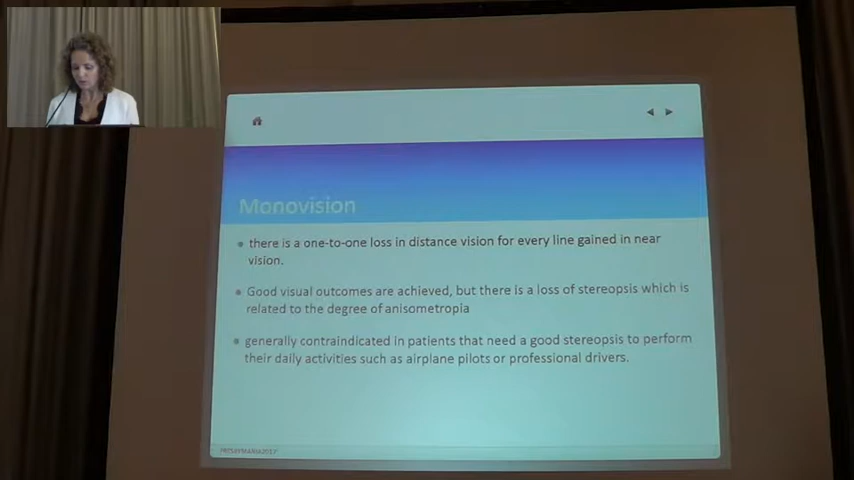 Monovision
there is a one-to-one loss in distance vision for every line gained in near
vision.
Good visual outcomes are achieved, but there is a loss of stereopsis which is
related to the degree of anisometropia
generally contraindicated in patients that need a good stereopsis to perform
their daily activities such as airplane pilots or professional drivers.